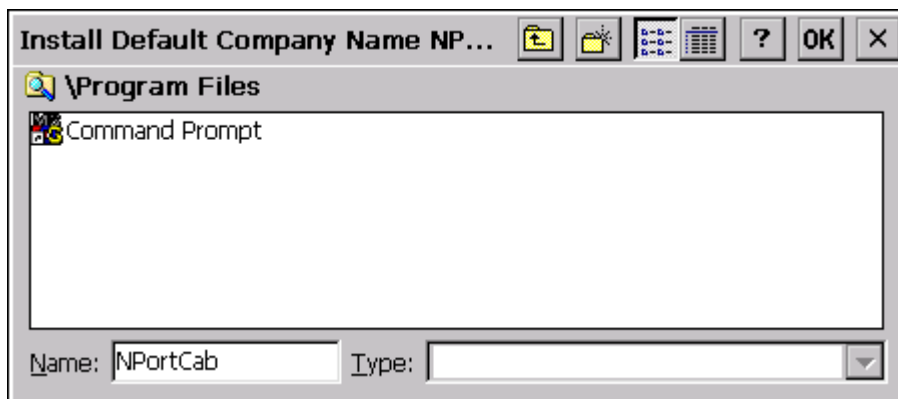 Install Default Company Name NP... ? OK ×
\Program Files
Command Prompt
Name: NPortCab Type: